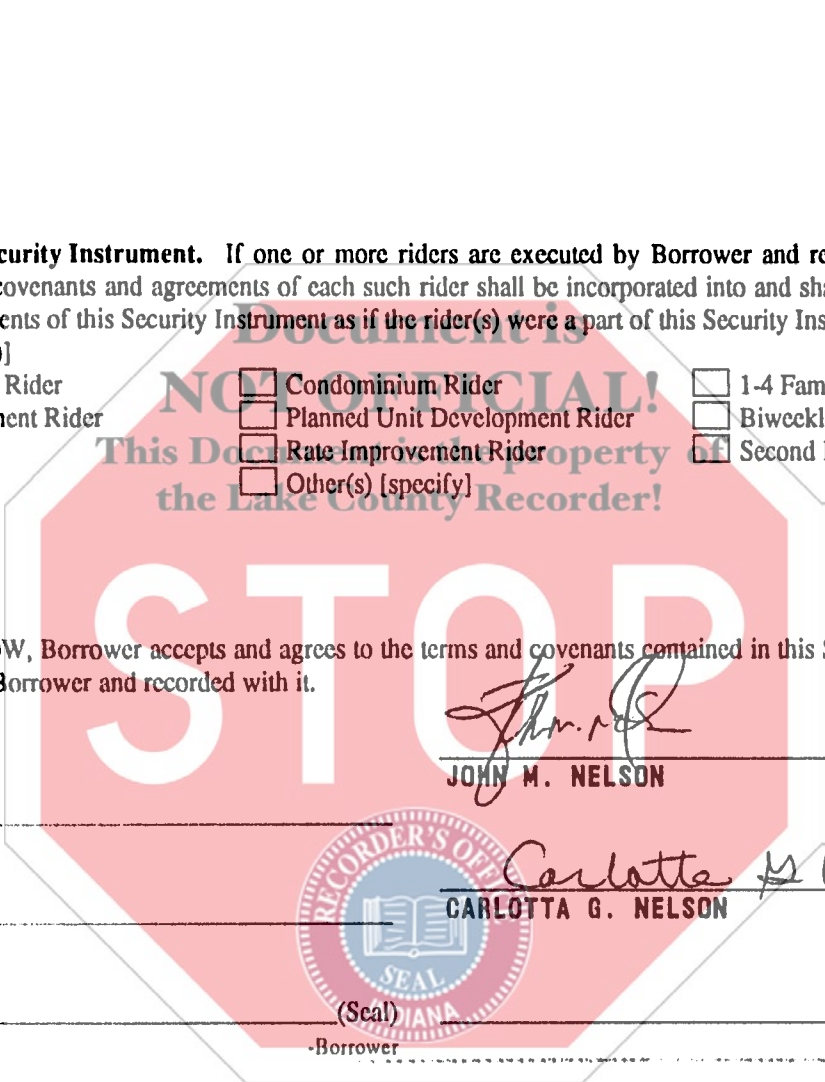 curity Instrument. If one or more riders are executed by Borrower and re
covenants and agreements of each such rider shall be incorporated into and sha
ents of this Security Instrument as if the rider(s) were a part of this Security Ins
)]
Rider Condominium Rider 1-4 Fam
ent Rider Planned Unit Development Rider Biweekl
Rate Improvement Rider Second
Other(s) [specify]
Document is
NOT OFFICIAL!
This Document is the property of
the Lake County Recorder!
STOP
W, Borrower accepts and agrees to the terms and covenants contained in this
Borrower and recorded with it.
JOHN M. NELSON
Carlotta G
CARLOTTA G. NELSON
RECORDER'S OFFICE
SEAL
INDIANA
(Seal)
-Borrower